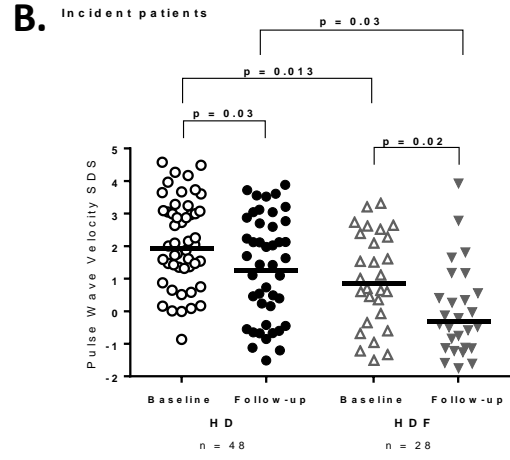 B. Incident patients
p = 0.03
p = 0.013
p = 0.03
p = 0.02
Pulse Wave Velocity SDS
5
4
3
2
1
0
-1
-2
Baseline Follow-up Baseline Follow-up
HD HDF
n = 48 n = 28